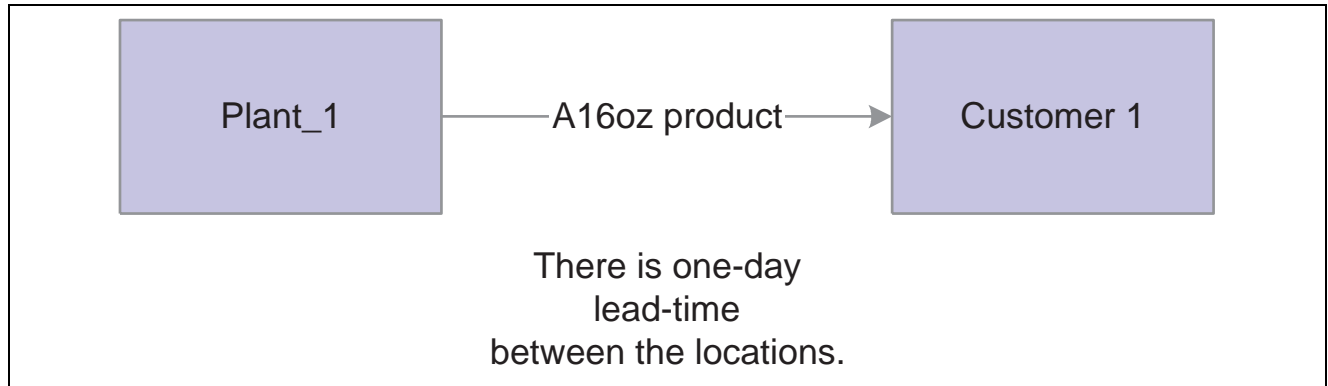 Plant_1
A16oz product
Customer 1
There is one-day
lead-time
between the locations.